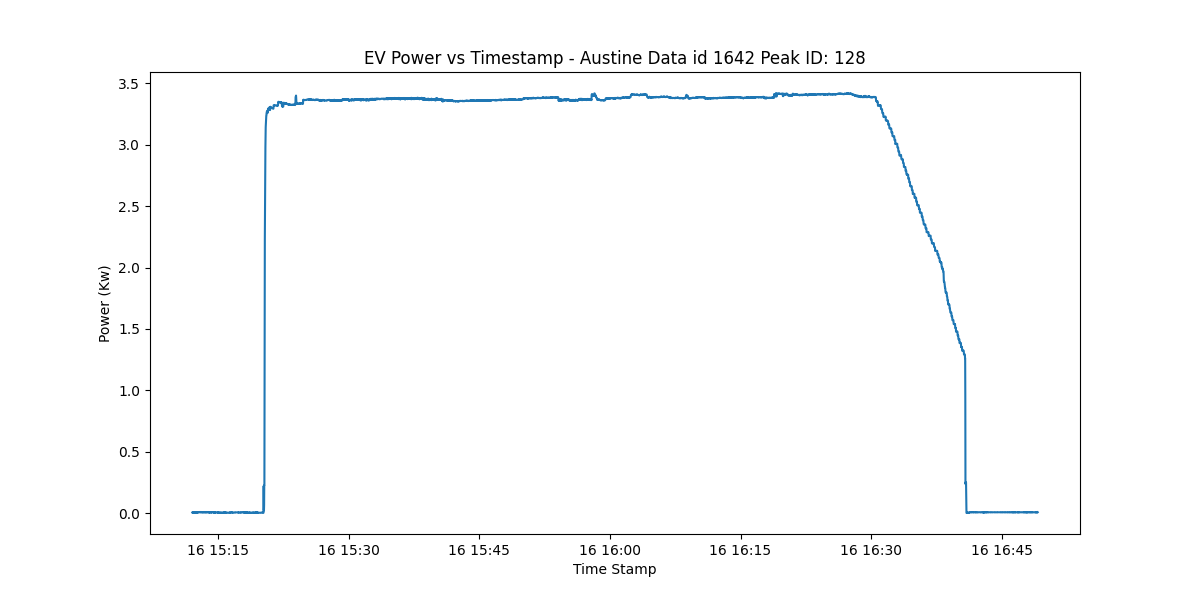 EV Power vs Timestamp - Austine Data id 1642 Peak ID: 128
3.5
3.0
2.5
2.0
1.5
1.0
0.5
0.0
Power (Kw)
16 15:15 16 15:30 16 15:45 16 16:00 16 16:15 16 16:30 16 16:45
Time Stamp